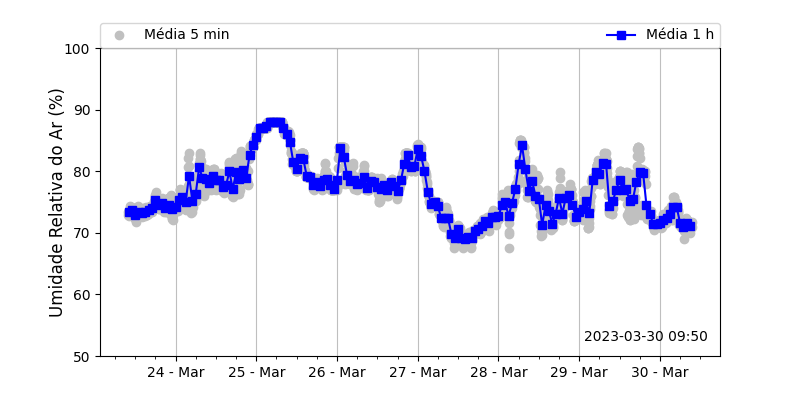 Média 5 min
Média 1 h
Umidade Relativa do Ar (%)
100
90
80
70
60
50
2023-03-30 09:50
24 - Mar
25 - Mar
26 - Mar
27 - Mar
28 - Mar
29 - Mar
30 - Mar